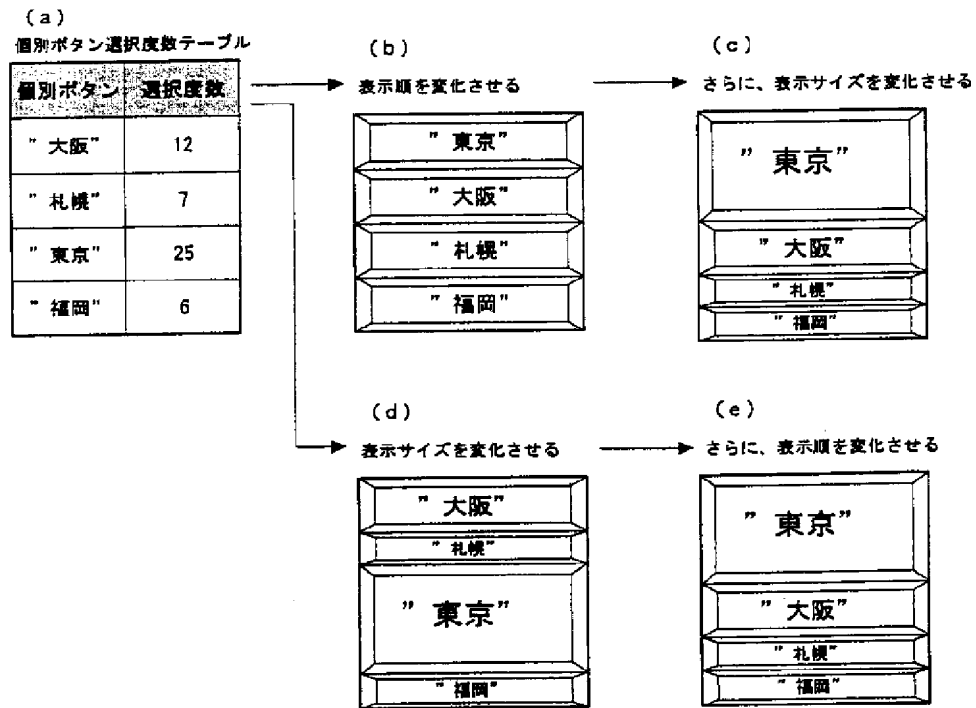 (a)
個別ボタン選択度数テーブル
個別ボタン 選択度数
”大阪” 12
”札幌” 7
”東京” 25
”福岡” 6
(b)
表示順を変化させる
”東京”
”大阪”
”札幌”
”福岡”
(c)
さらに、表示サイズを変化させる
”東京”
”大阪”
”札幌”
”福岡”
(d)
表示サイズを変化させる
”大阪”
”札幌”
”東京”
”福岡”
(e)
さらに、表示順を変化させる
”東京”
”大阪”
”札幌”
”福岡”